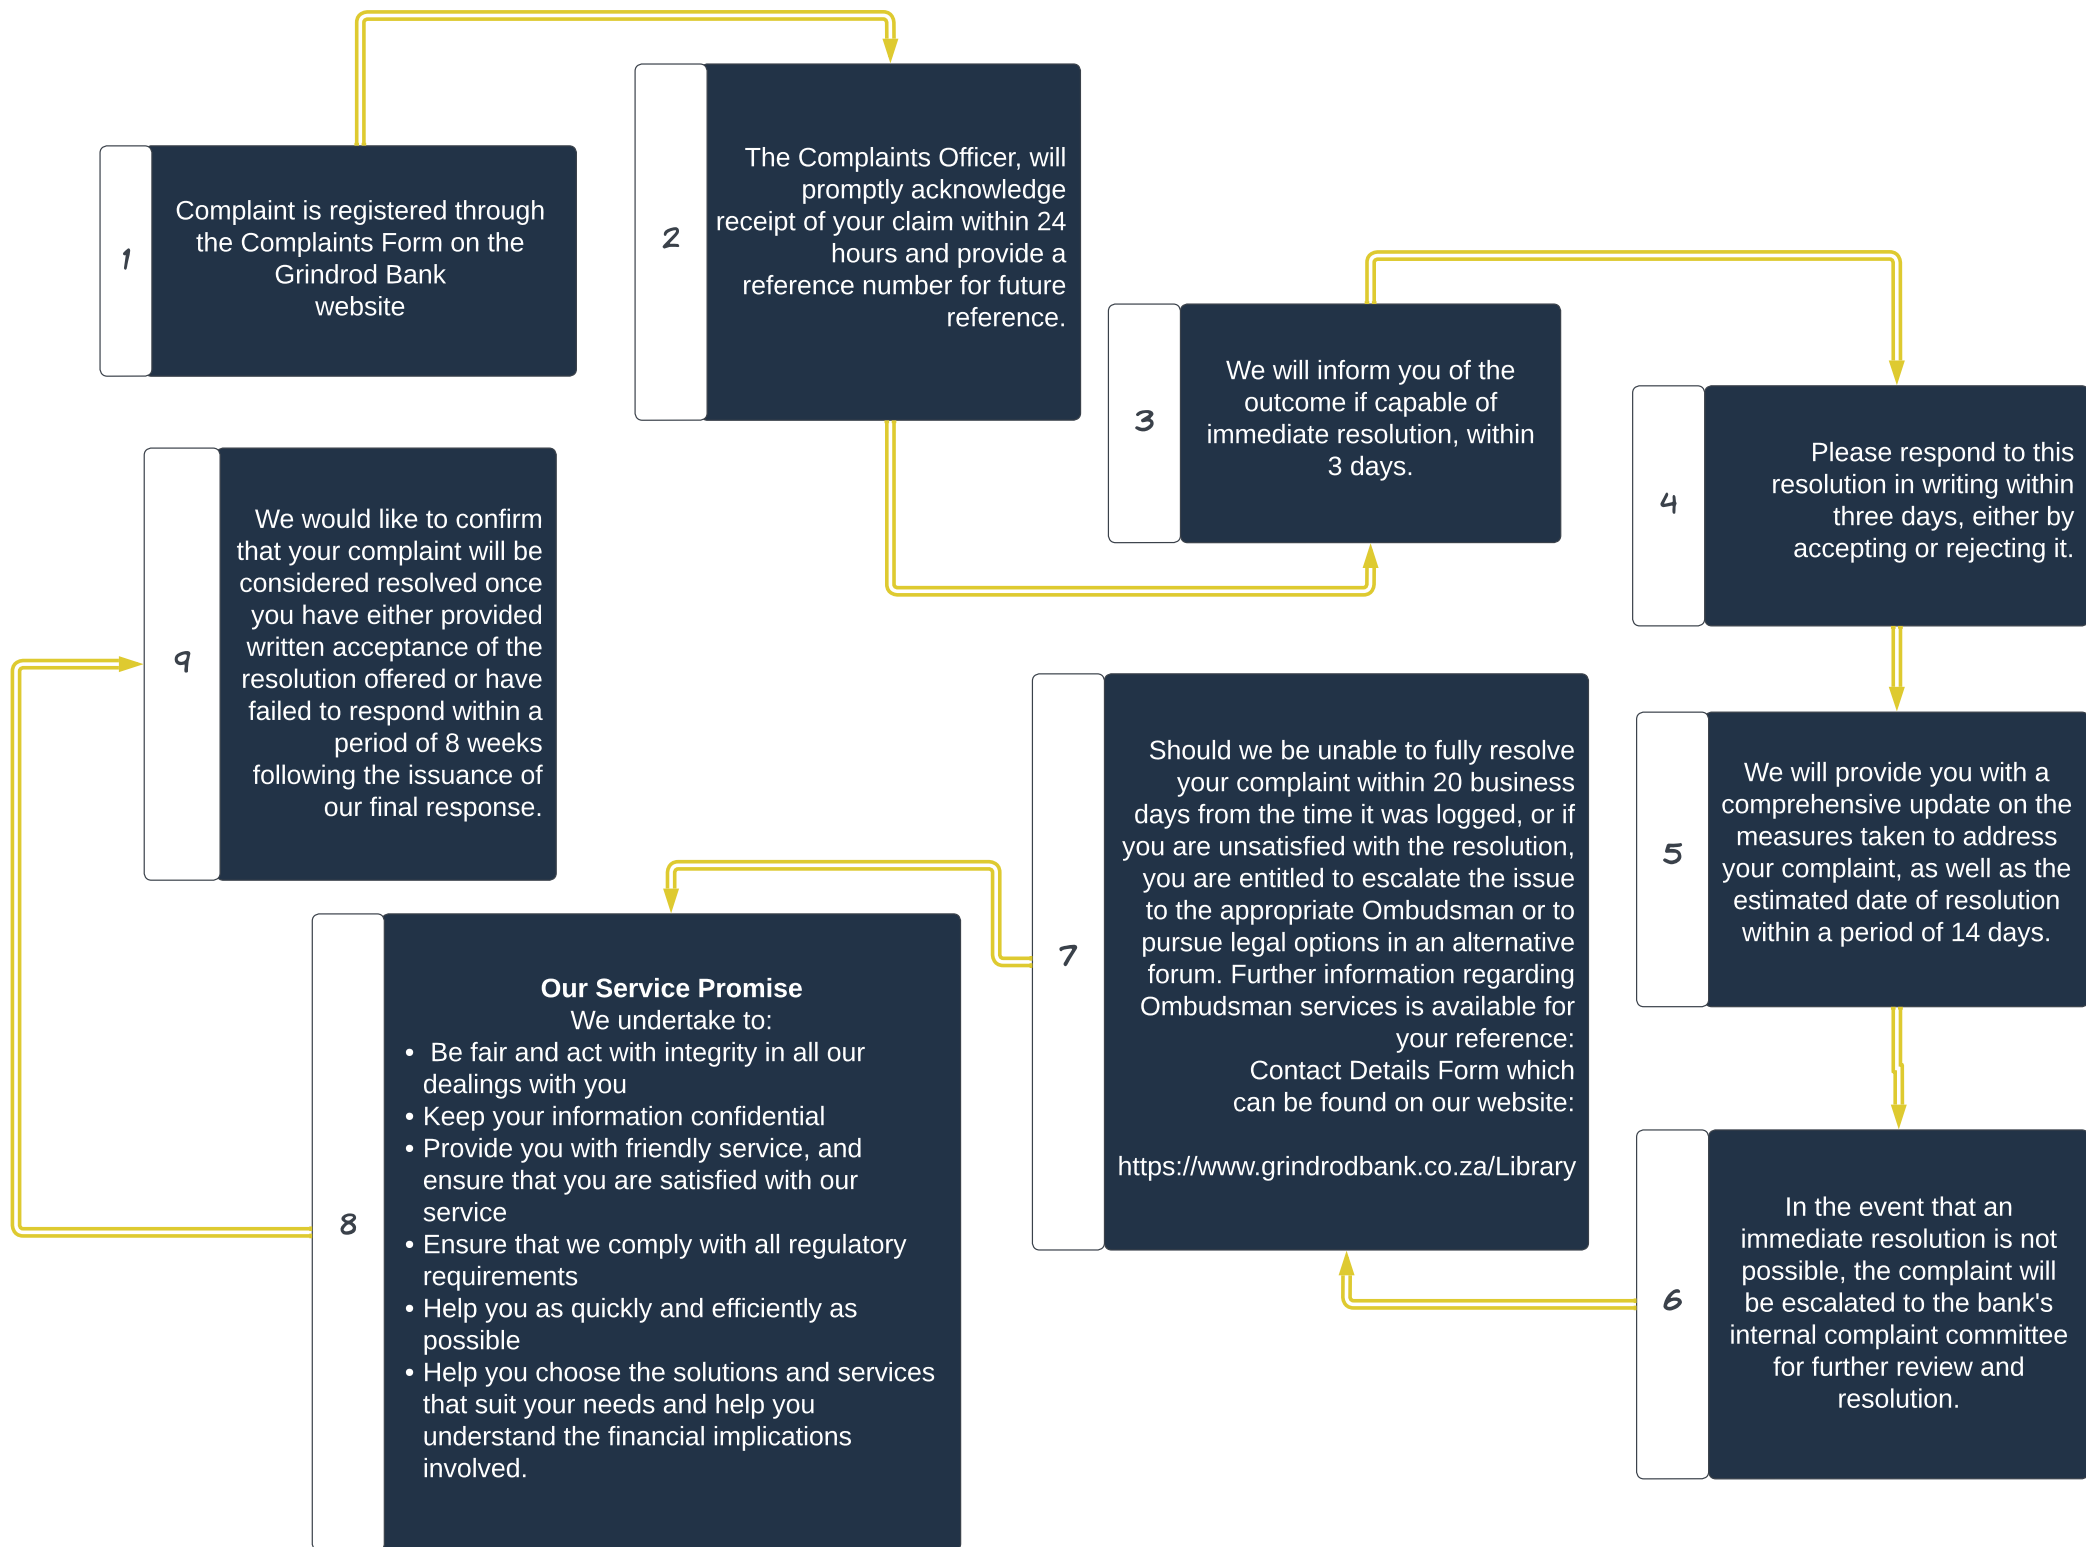 1
Complaint is registered through
the Complaints Form on the
Grindrod Bank
website
2
The Complaints Officer, will
promptly acknowledge
receipt of your claim within 24
hours and provide a
reference number for future
reference.
3
We will inform you of the
outcome if capable of
immediate resolution, within
3 days.
4
Please respond to this
resolution in writing within
three days, either by
accepting or rejecting it.
5
We will provide you with a
comprehensive update on the
measures taken to address
your complaint, as well as the
estimated date of resolution
within a period of 14 days.
6
In the event that an
immediate resolution is not
possible, the complaint will
be escalated to the bank's
internal complaint committee
for further review and
resolution.
7
Should we be unable to fully resolve
your complaint within 20 business
days from the time it was logged, or if
you are unsatisfied with the resolution,
you are entitled to escalate the issue
to the appropriate Ombudsman or to
pursue legal options in an alternative
forum. Further information regarding
Ombudsman services is available for
your reference:
Contact Details Form which
can be found on our website:
https://www.grindrodbank.co.za/Library
8
Our Service Promise
We undertake to:
• Be fair and act with integrity in all our
dealings with you
• Keep your information confidential
• Provide you with friendly service, and
ensure that you are satisfied with our
service
• Ensure that we comply with all regulatory
requirements
• Help you as quickly and efficiently as
possible
• Help you choose the solutions and services
that suit your needs and help you
understand the financial implications
involved.
9
We would like to confirm
that your complaint will be
considered resolved once
you have either provided
written acceptance of the
resolution offered or have
failed to respond within a
period of 8 weeks
following the issuance of
our final response.